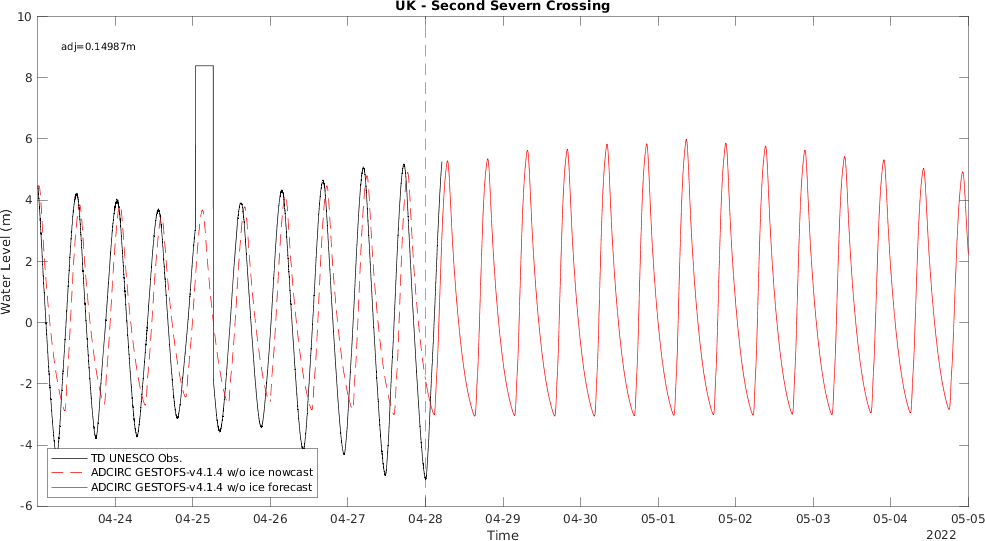 UK - Second Severn Crossing
10
8
6
4
2
0
-2
-4
-6
Water Level (m)
adj=0.14987m
TD UNESCO Obs.
ADCIRC GESTOFS-v4.1.4 w/o ice nowcast
ADCIRC GESTOFS-v4.1.4 w/o ice forecast
04-24 04-25 04-26 04-27 04-28 04-29 04-30 05-01 05-02 05-03 05-04 05-05
Time
2022